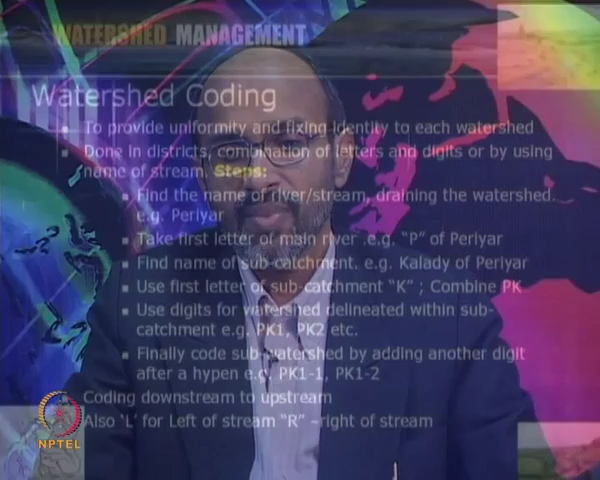 WATERSHED MANAGEMENT
Watershed Coding
To provide uniformity and fixing identity to each watershed
Done in districts, combination of letters and digits or by using
name of stream. Steps:
Find the name of river/stream, draining the watershed.
e.g. Periyar
Take first letter of main river .e.g. “P” of Periyar
Find name of sub-catchment. e.g. Kalady of Periyar
Use first letter of sub-catchment “K” ; Combine PK
Use digits for watershed delineated within sub-
catchment e.g. PK1, PK2 etc.
Finally code sub watershed by adding another digit
after a hypen e.g. PK1-1, PK1-2
Coding downstream to upstream
Also ‘L’ for Left of stream “R” –right of stream
NPTEL